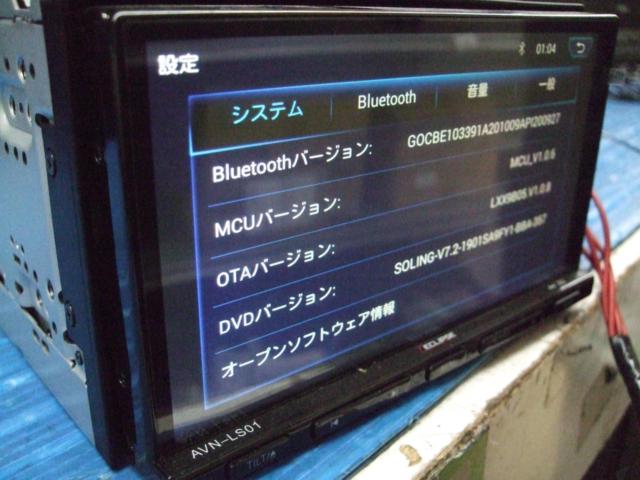 設定
01:04
システム Bluetooth 音量 一般
Bluetoothバージョン: GOCBE103391A201009API200927
MCUバージョン: MCU_V1.0.6
OTAバージョン: LXX9B05.V1.0.8
DVDバージョン: SOLING-V7.2-1901SA9FY1-BBA-367
オープンソフトウェア情報
ECLIPSE
AVN-LS01
TILT/